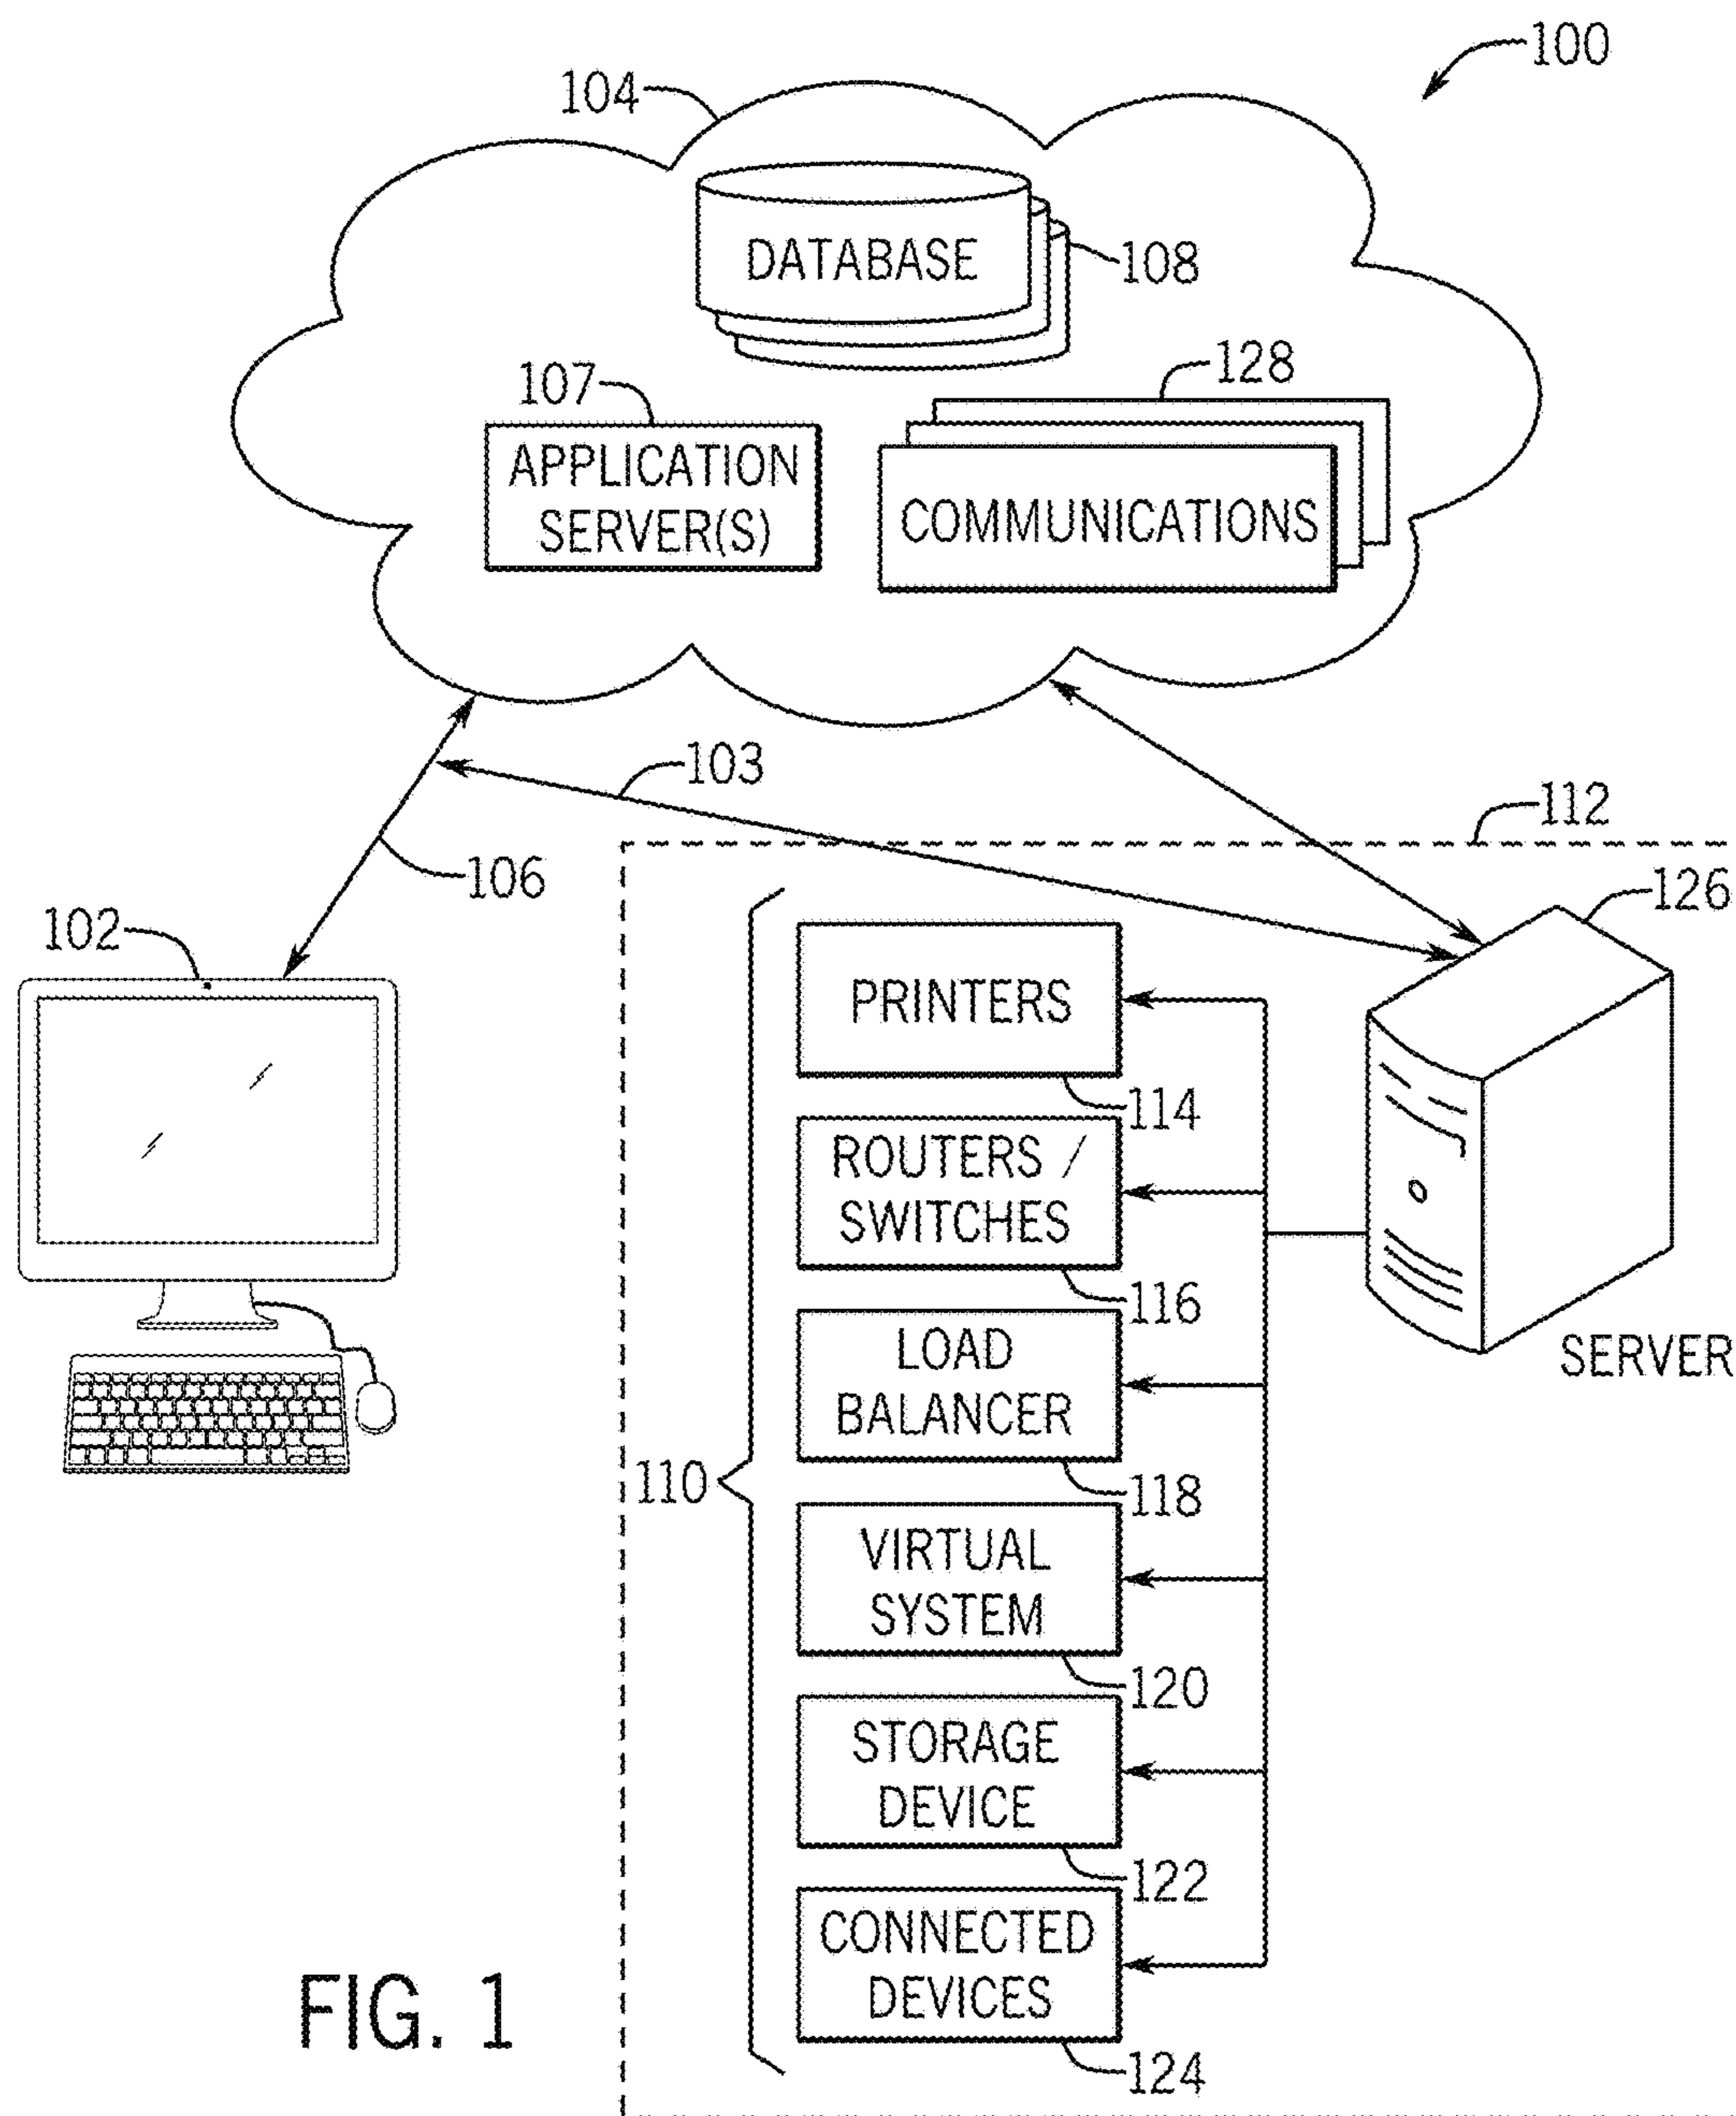 100
104
DATABASE
108
107
128
APPLICATION
SERVER(S)
COMMUNICATIONS
103
106
112
126
102
PRINTERS
114
ROUTERS /
SWITCHES
116
SERVER
LOAD
BALANCER
110
118
VIRTUAL
SYSTEM
120
STORAGE
DEVICE
122
CONNECTED
DEVICES
124
FIG. 1